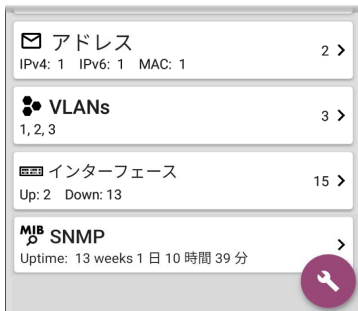 アドレス
2
IPv4: 1 IPv6: 1 MAC: 1
VLANs
3
1, 2, 3
インターフェース
15
Up: 2 Down: 13
MIB SNMP
Uptime: 13 weeks 1 日 10 時間 39 分